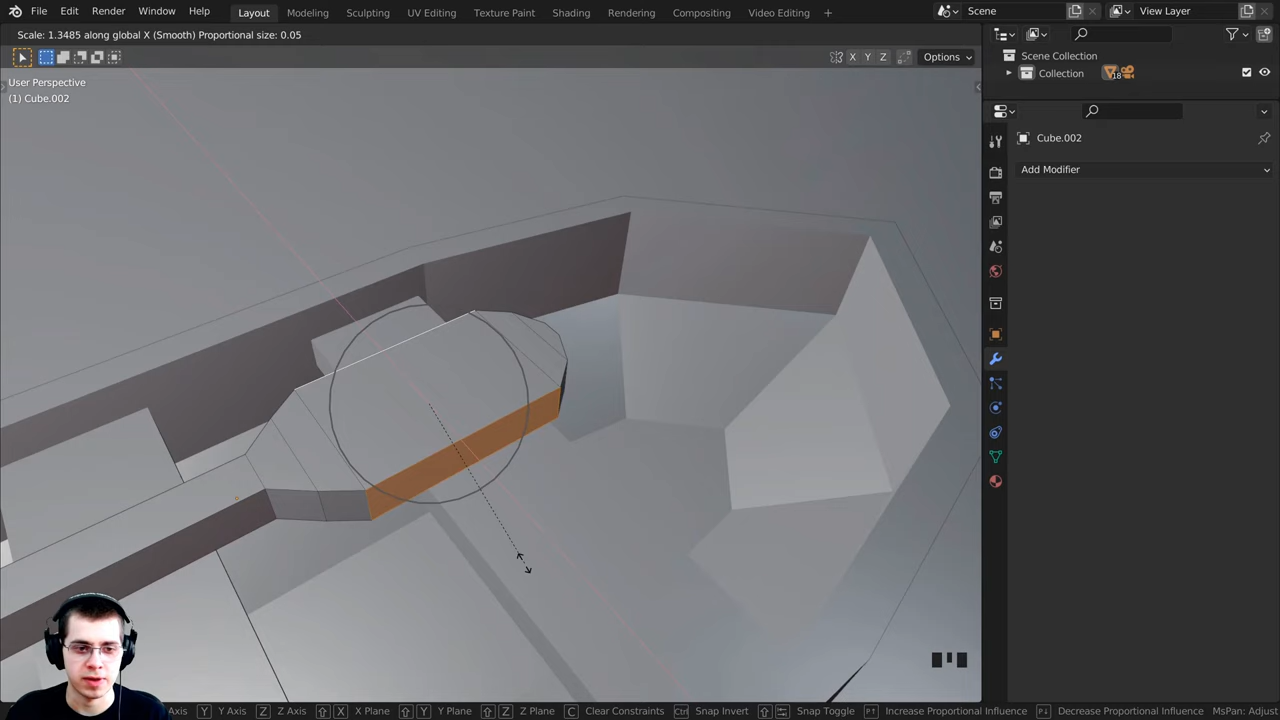 File Edit Render Window Help Layout Modeling Sculpting UV Editing Texture Paint Shading Rendering Compositing Video Editing Scene View Layer
Scale: 1.3485 along global X (Smooth) Proportional size: 0.05
X Y Z Options
Scene Collection
User Perspective
Collection 18
(1) Cube.002
Cube.002
Add Modifier
Axis Y Y Axis Z Z Axis X X Plane Y Y Plane Z Z Plane C Clear Constraints Ctrl Snap Invert Snap Toggle P↑ Increase Proportional Influence P↓ Decrease Proportional Influence MsPan: Adjust